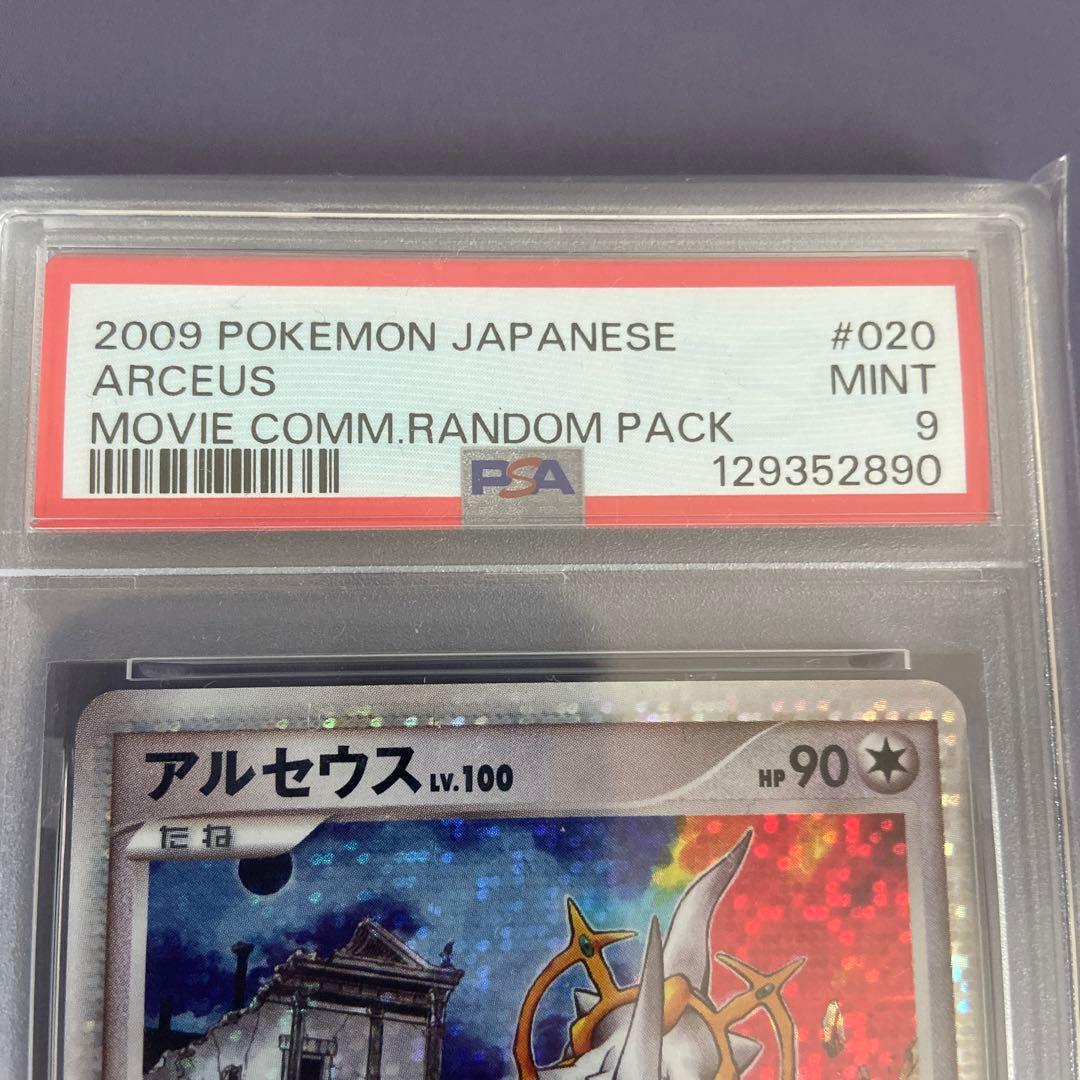 2009 POKEMON JAPANESE #020
ARCEUS MINT
MOVIE COMM.RANDOM PACK 9
PSA 129352890
アルセウス LV.100 HP 90
たね